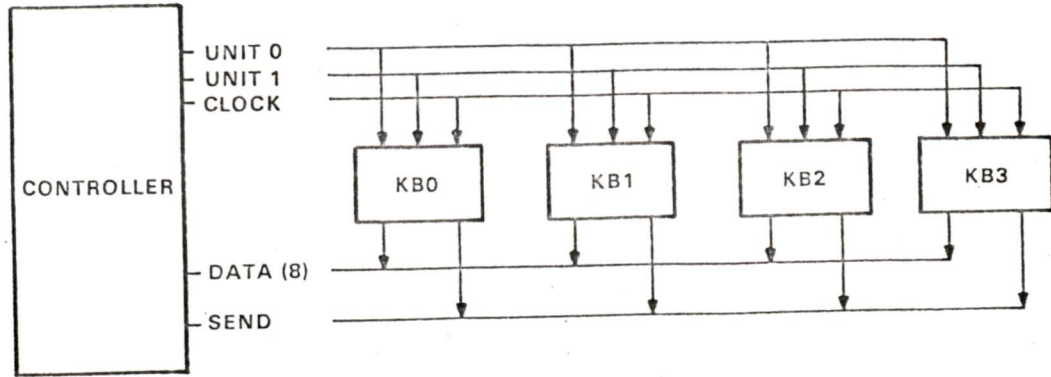 UNIT 0
UNIT 1
CLOCK
CONTROLLER
KB0
KB1
KB2
KB3
DATA (8)
SEND